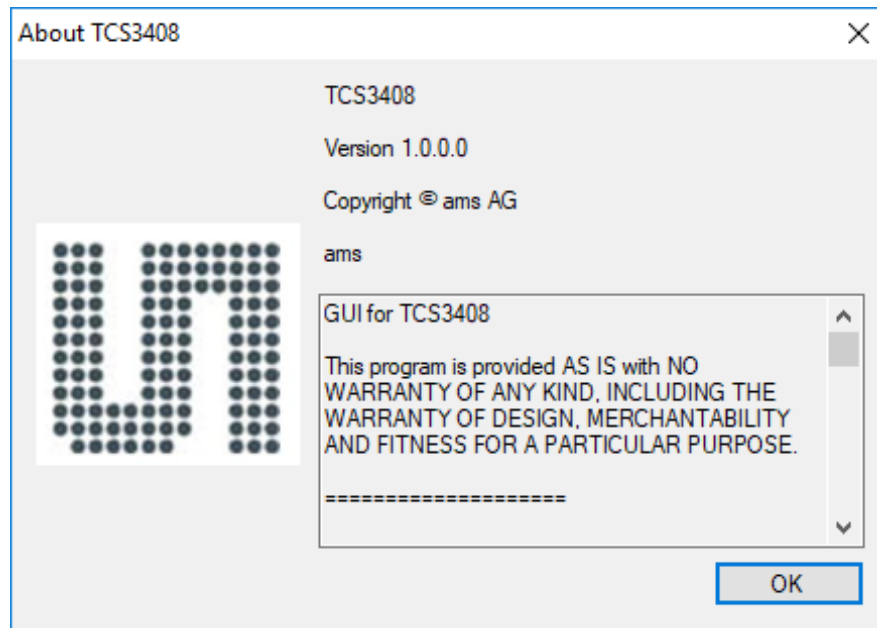 About TCS3408
TCS3408
Version 1.0.0.0
Copyright © ams AG
ams
GUI for TCS3408
This program is provided AS IS with NO
WARRANTY OF ANY KIND, INCLUDING THE
WARRANTY OF DESIGN, MERCHANTABILITY
AND FITNESS FOR A PARTICULAR PURPOSE.
====================
OK